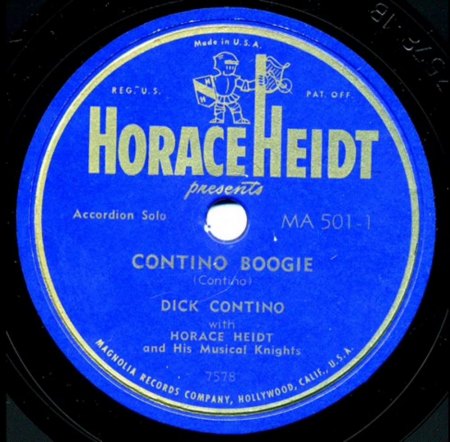 Made in U.S.A.
REG. U.S. PAT. OFF.
H H
HORACE HEIDT
presents
Accordion Solo MA 501-1
CONTINO BOOGIE
(Contino)
DICK CONTINO
with
HORACE HEIDT
and His Musical Knights
7578
MAGNOLIA RECORDS COMPANY, HOLLYWOOD, CALIF., U.S.A.